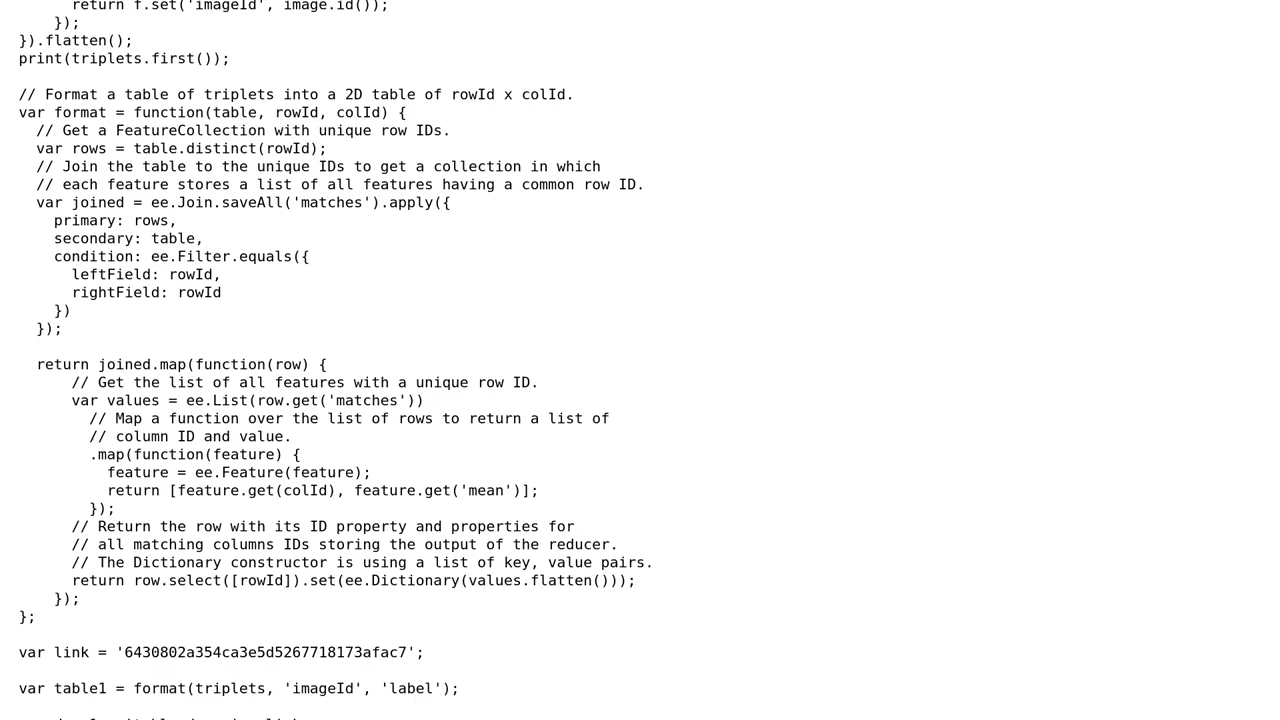 return f.set('imageId', image.id());
});
}).flatten();
print(triplets.first());
// Format a table of triplets into a 2D table of rowId x colId.
var format = function(table, rowId, colId) {
// Get a FeatureCollection with unique row IDs.
var rows = table.distinct(rowId);
// Join the table to the unique IDs to get a collection in which
// each feature stores a list of all features having a common row ID.
var joined = ee.Join.saveAll('matches').apply({
primary: rows,
secondary: table,
condition: ee.Filter.equals({
leftField: rowId,
rightField: rowId
})
});
return joined.map(function(row) {
// Get the list of all features with a unique row ID.
var values = ee.List(row.get('matches'))
// Map a function over the list of rows to return a list of
// column ID and value.
.map(function(feature) {
feature = ee.Feature(feature);
return [feature.get(colId), feature.get('mean')];
});
// Return the row with its ID property and properties for
// all matching columns IDs storing the output of the reducer.
// The Dictionary constructor is using a list of key, value pairs.
return row.select([rowId]).set(ee.Dictionary(values.flatten()));
});
};
var link = '6430802a354ca3e5d5267718173afac7';
var table1 = format(triplets, 'imageId', 'label');